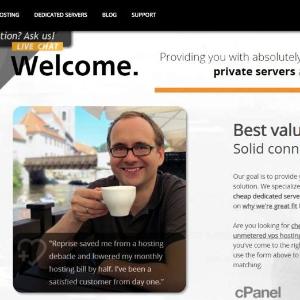 HOSTING
DEDICATED SERVERS
BLOG
SUPPORT
tion? Ask us!
LIVE CHAT
Welcome.
Providing you with absolutely
private servers
Best valu
Solid conn
Our goal is to provide
solution. We specialize
cheap dedicated serve
on why we're great fit
Are you looking for che
unmetered vps hosting
you've come to the righ
use the form above to
matching.
cPanel
"Reprise saved me from a hosting
debacle and lowered my monthly
hosting bill by half. I've been a
satisfied customer from day one."